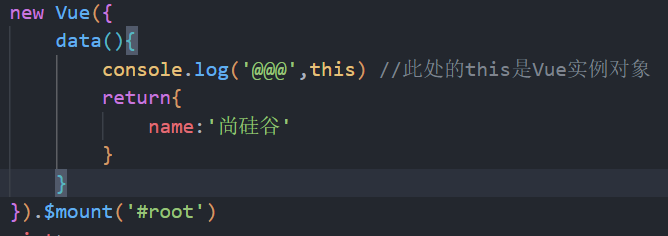 new Vue({
data(){
console.log('@@@',this) //此处的this是Vue实例对象
return{
name:'尚硅谷'
}
}
}).$mount('#root')